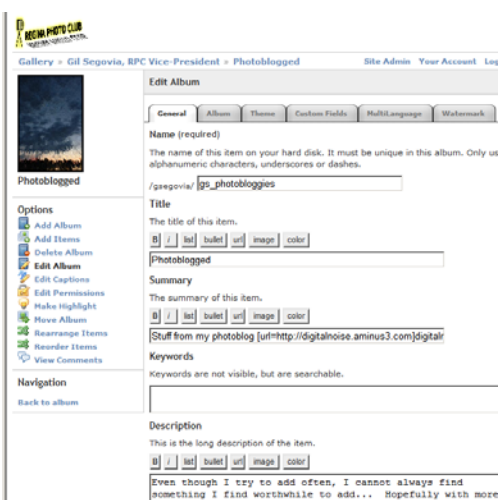 REGINA PHOTO CLUB
Gallery » Gil Segovia, RPC Vice-President » Photoblogged
Site Admin Your Account Log
Edit Album
General Album Theme Custom Fields MultiLanguage Watermark
Name (required)
The name of this item on your hard disk. It must be unique in this album. Only us
alphanumeric characters, underscores or dashes.
/gsegovia/ gs_photobloggies
Photoblogged
Title
The title of this item.
B i list bullet url image color
Photoblogged
Summary
The summary of this item.
B i list bullet url image color
Stuff from my photoblog [url=http://digitalnoise.aminus3.com]digitalr
Keywords
Keywords are not visible, but are searchable.
Description
This is the long description of the item.
B i list bullet url image color
Even though I try to add often, I cannot always find
something I find worthwhile to add... Hopefully with more
Options
Add Album
Add Items
Delete Album
Edit Album
Edit Captions
Edit Permissions
Make Highlight
Move Album
Rearrange Items
Reorder Items
View Comments
Navigation
Back to album